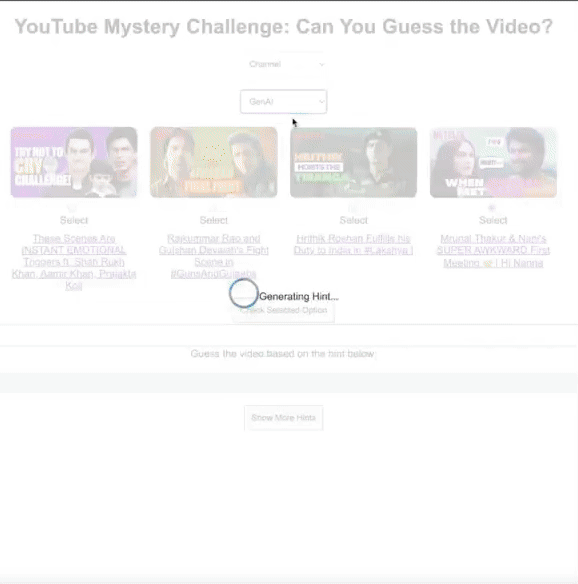 YouTube Mystery Challenge: Can You Guess the Video?
Channel
GenAI
TRY NOT TO
CRY
CHALLENGE!
FINAL FIGHT
HRITHIK
HOISTS THE
TIRANGA
NETFLIX
WHEN
MET
Select
Select
Select
Select
These Scenes Are
INSTANT EMOTIONAL
Triggers ft. Shah Rukh
Khan, Aamir Khan, Prajakta
Koli
Rajkummar Rao and
Gulshan Devaiah's Fight
Scene in
#GunsAndGulaabs
Hrithik Roshan Fulfills his
Duty to India in #Lakshya |
Mrunal Thakur & Nani's
SUPER AWKWARD First
Meeting | Hi Nanna
Generating Hint...
Check Selected Option
Guess the video based on the hint below
Show More Hints